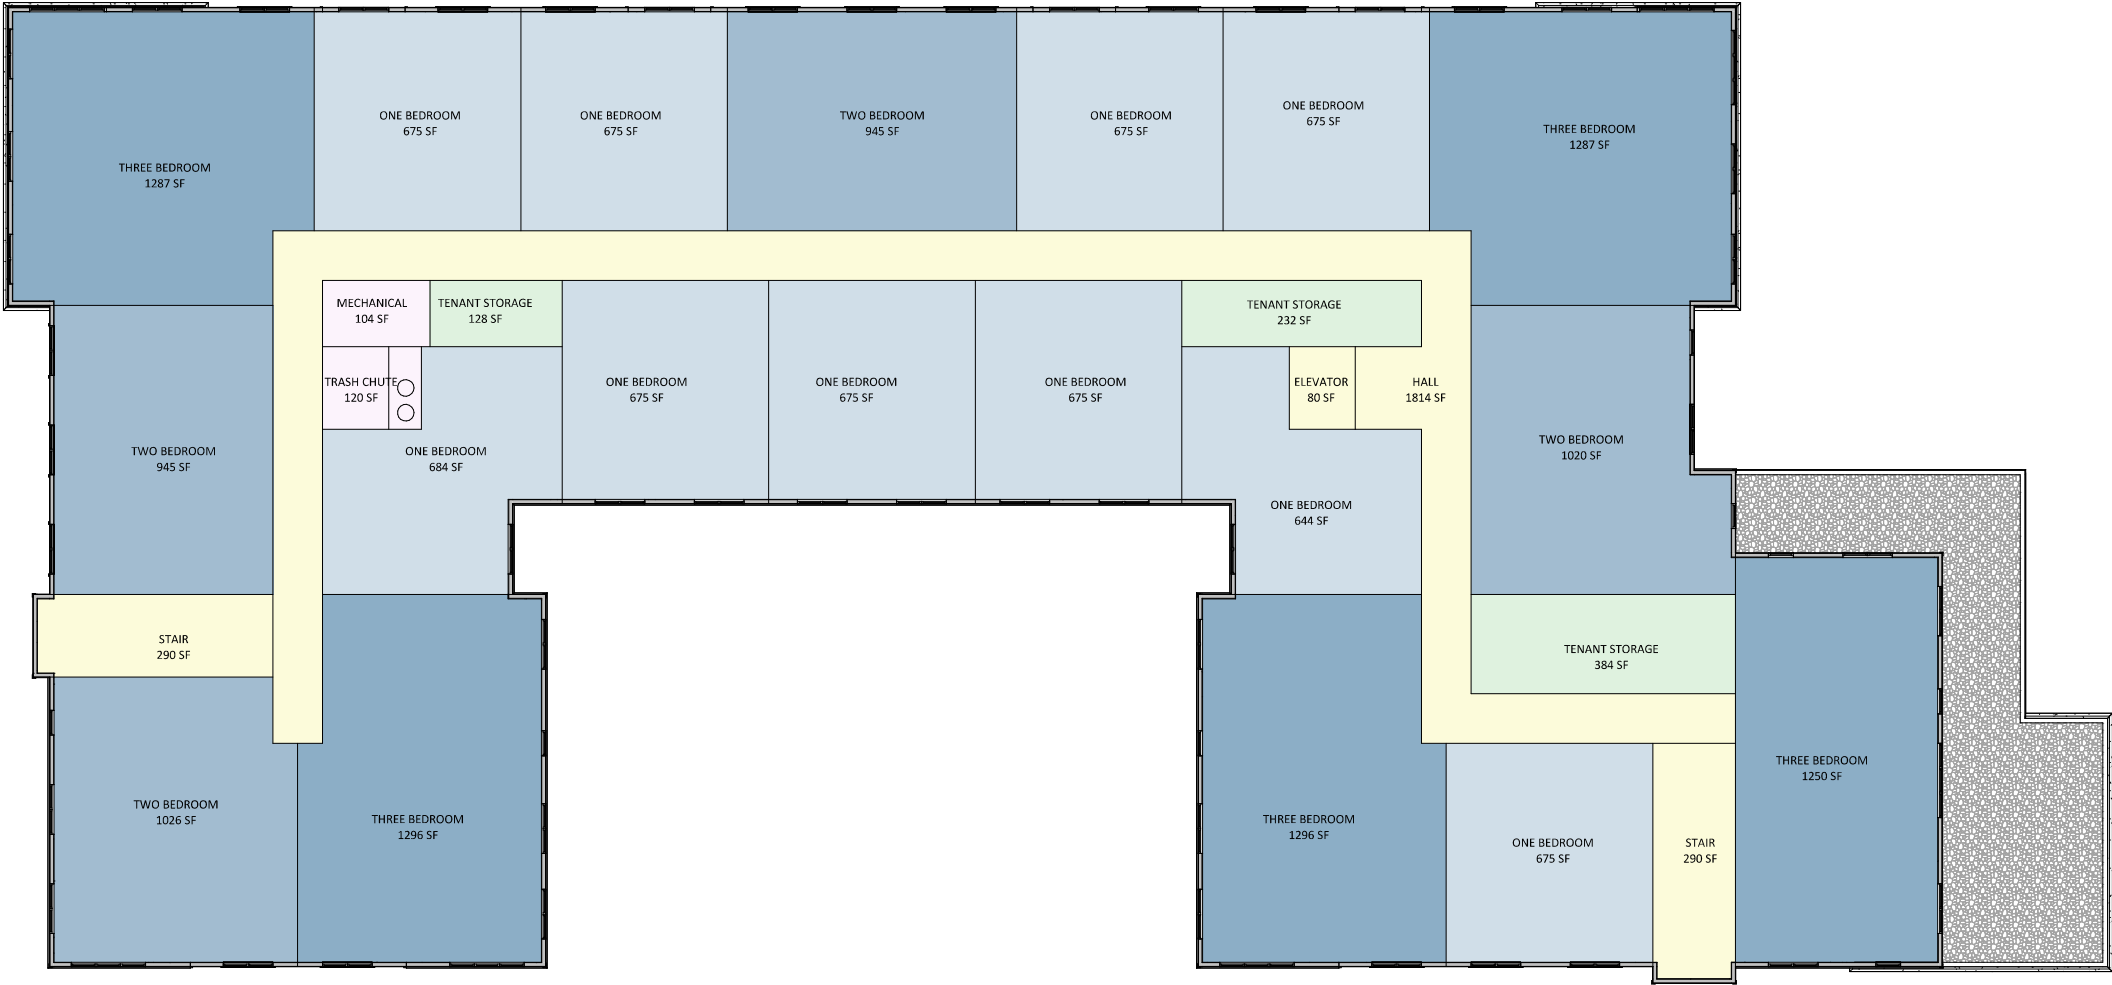 THREE BEDROOM
1287 SF
ONE BEDROOM
675 SF
ONE BEDROOM
675 SF
TWO BEDROOM
945 SF
ONE BEDROOM
675 SF
ONE BEDROOM
675 SF
THREE BEDROOM
1287 SF
MECHANICAL
104 SF
TENANT STORAGE
128 SF
TENANT STORAGE
232 SF
TRASH CHUTE
120 SF
ONE BEDROOM
675 SF
ONE BEDROOM
675 SF
ONE BEDROOM
675 SF
ELEVATOR
80 SF
HALL
1814 SF
TWO BEDROOM
945 SF
ONE BEDROOM
684 SF
TWO BEDROOM
1020 SF
ONE BEDROOM
644 SF
STAIR
290 SF
TENANT STORAGE
384 SF
THREE BEDROOM
1250 SF
TWO BEDROOM
1026 SF
THREE BEDROOM
1296 SF
THREE BEDROOM
1296 SF
ONE BEDROOM
675 SF
STAIR
290 SF